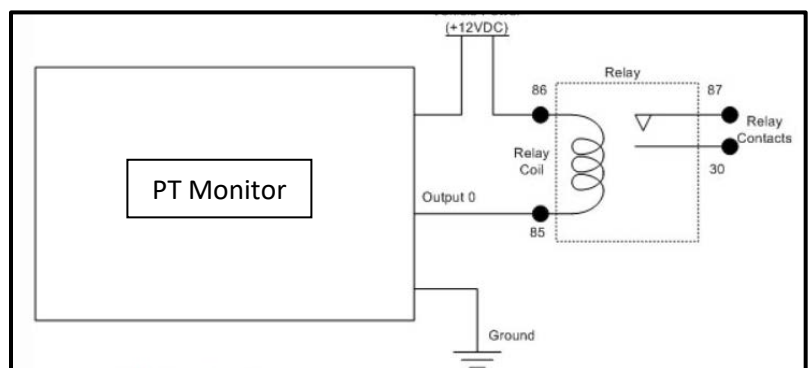 (+12VDC)
Relay
86
87
Relay
Contacts
Relay
Coil
30
PT Monitor
Output 0
85
Ground